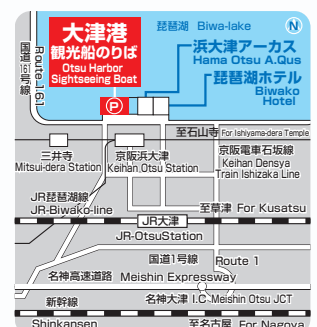 琵琶湖 Biwa-lake
N
大津港
観光船のりば
Otsu Harbor
Sightseeing Boat
P
浜大津アーカス
Hama Otsu A.Qus
琵琶湖ホテル
Biwako
Hotel
国道161号線
Route 161
至石山寺 For Ishiyama-dera Temple
三井寺
Mitsui-dera Station
京阪浜大津
Keihan Otsu Station
京阪電車石坂線
Keihan Densya
Train Ishizaka Line
JR琵琶湖線
JR-Biwako-line
至草津 For Kusatsu
JR大津
JR-OtsuStation
国道1号線 Route 1
名神高速道路 Meishin Expressway
新幹線
Shinkansen
名神大津 I.C Meishin Otsu JCT
至名古屋 For Nagoya